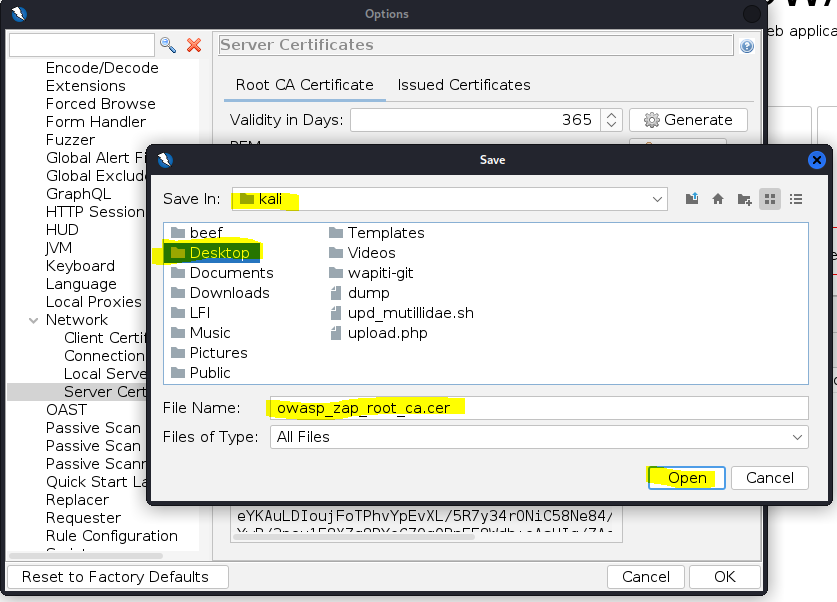 Options
Server Certificates
eb applica
Encode/Decode
Extensions
Forced Browse
Form Handler
Fuzzer
Global Alert Fi
Global Exclud
GraphQL
HTTP Session
HUD
JVM
Keyboard
Language
Local Proxies
Network
Client Certif
Connection
Local Serve
Server Cert
OAST
Passive Scan
Passive Scan
Passive Scann
Quick Start La
Replacer
Requester
Rule Configuration
Root CA Certificate Issued Certificates
Validity in Days: 365 Generate
Save
Save In: kali
beef
Desktop
Documents
Downloads
LFI
Music
Pictures
Public
Templates
Videos
wapiti-git
dump
upd_mutillidae.sh
upload.php
File Name: owasp_zap_root_ca.cer
Files of Type: All Files
Open Cancel
eYKAuLDIoujFoTPhvYpEvXL/5R7y34rONiC58Ne84/
Reset to Factory Defaults Cancel OK